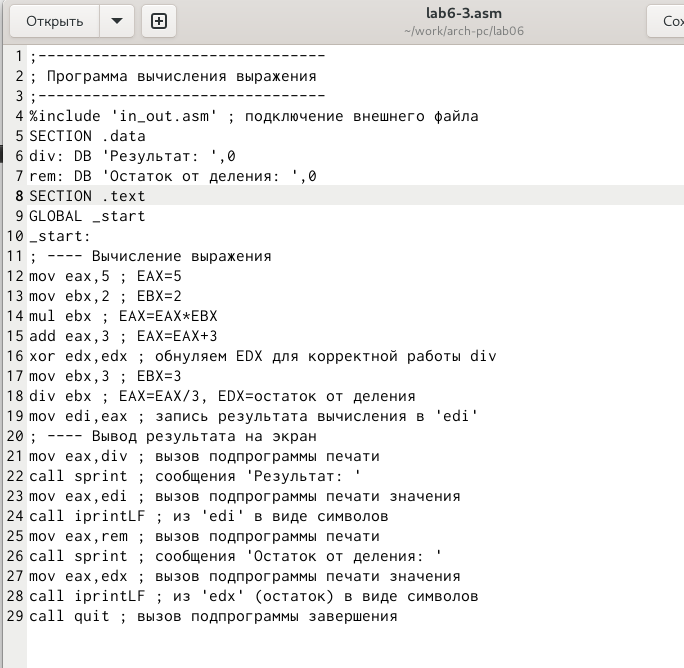 Открыть
lab6-3.asm
~/work/arch-pc/lab06
Сох
1 ;--------------------------------
2 ; Программа вычисления выражения
3 ;--------------------------------
4 %include 'in_out.asm' ; подключение внешнего файла
5 SECTION .data
6 div: DB 'Результат: ',0
7 rem: DB 'Остаток от деления: ',0
8 SECTION .text
9 GLOBAL _start
10 _start:
11 ; ---- Вычисление выражения
12 mov eax,5 ; EAX=5
13 mov ebx,2 ; EBX=2
14 mul ebx ; EAX=EAX*EBX
15 add eax,3 ; EAX=EAX+3
16 xor edx,edx ; обнуляем EDX для корректной работы div
17 mov ebx,3 ; EBX=3
18 div ebx ; EAX=EAX/3, EDX=остаток от деления
19 mov edi,eax ; запись результата вычисления в 'edi'
20 ; ---- Вывод результата на экран
21 mov eax,div ; вызов подпрограммы печати
22 call sprint ; сообщения 'Результат: '
23 mov eax,edi ; вызов подпрограммы печати значения
24 call iprintLF ; из 'edi' в виде символов
25 mov eax,rem ; вызов подпрограммы печати
26 call sprint ; сообщения 'Остаток от деления: '
27 mov eax,edx ; вызов подпрограммы печати значения
28 call iprintLF ; из 'edx' (остаток) в виде символов
29 call quit ; вызов подпрограммы завершения